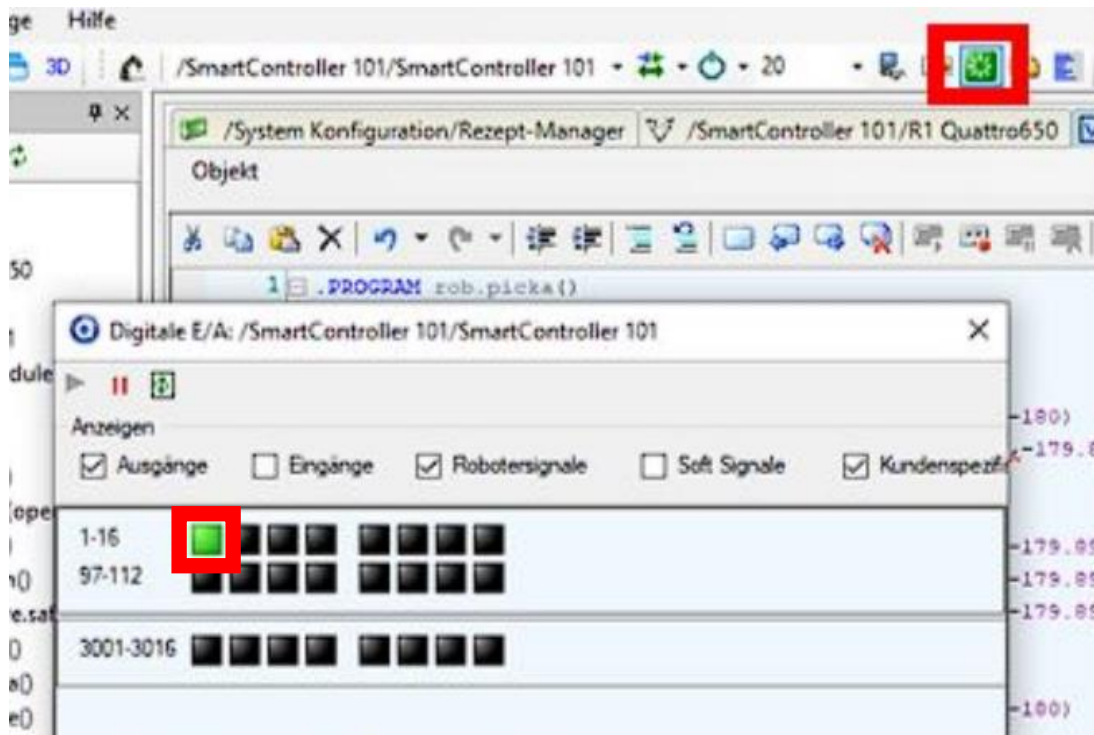 ge Hilfe
3D /SmartController 101/SmartController 101 20
/System Konfiguration/Rezept-Manager /SmartController 101/R1 Quattro650
Objekt
50
1 .PROGRAM rob.picka()
Digitale E/A: /SmartController 101/SmartController 101
dule
Anzeigen
-180)
Ausgänge Eingänge Robotersignale Soft Signale Kundenspezifi
-179.8
(ope
1-16
-179.89
97-112
-179.89
e.saf
-179.89
3001-3016
a()
e()
-180)